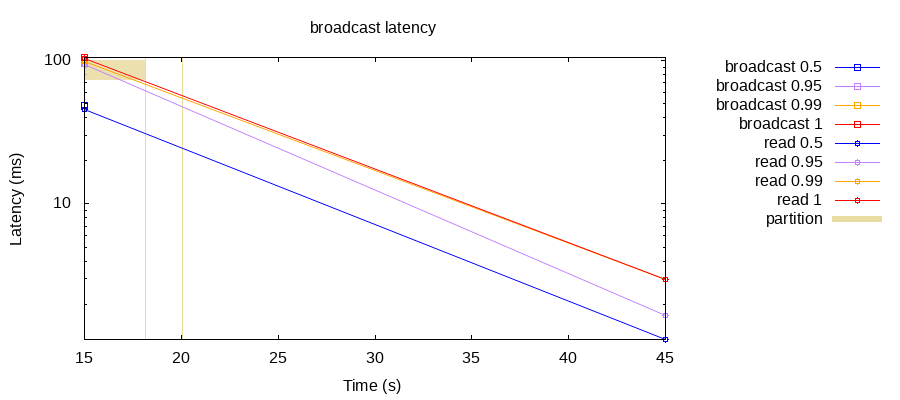 broadcast latency
Latency (ms)
100
10
15 20 25 30 35 40 45
Time (s)
broadcast 0.5
broadcast 0.95
broadcast 0.99
broadcast 1
read 0.5
read 0.95
read 0.99
read 1
partition